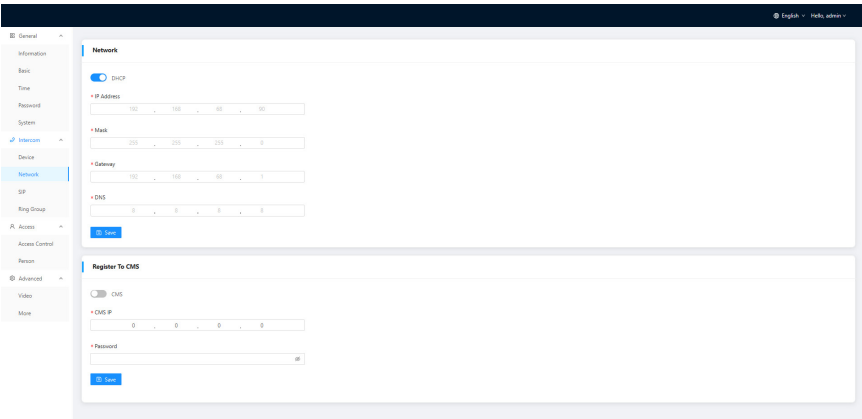 English Hello, admin
General
Information
Basic
Time
Password
System
Intercom
Device
Network
SIP
Ring Group
Access
Access Control
Person
Advanced
Video
More
Network
DHCP
* IP Address
192 . 168 . 68 . 90
* Mask
255 . 255 . 255 . 0
* Gateway
192 . 168 . 68 . 1
* DNS
0 . 0 . 0 . 0
Save
Register To CMS
CMS
* CMS IP
0 . 0 . 0 . 0
* Password
Save